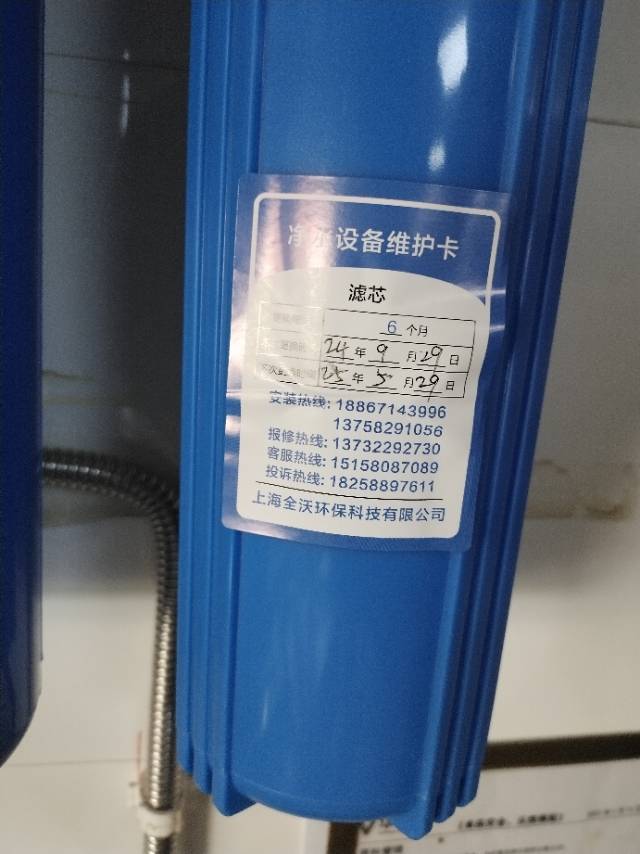 净水设备维护卡
滤芯
6 个月
24 年 9 月 29 日
25 年 5 月 29 日
安装热线: 18867143996
13758291056
报修热线: 13732292730
客服热线: 15158087089
投诉热线: 18258897611
上海全沃环保科技有限公司